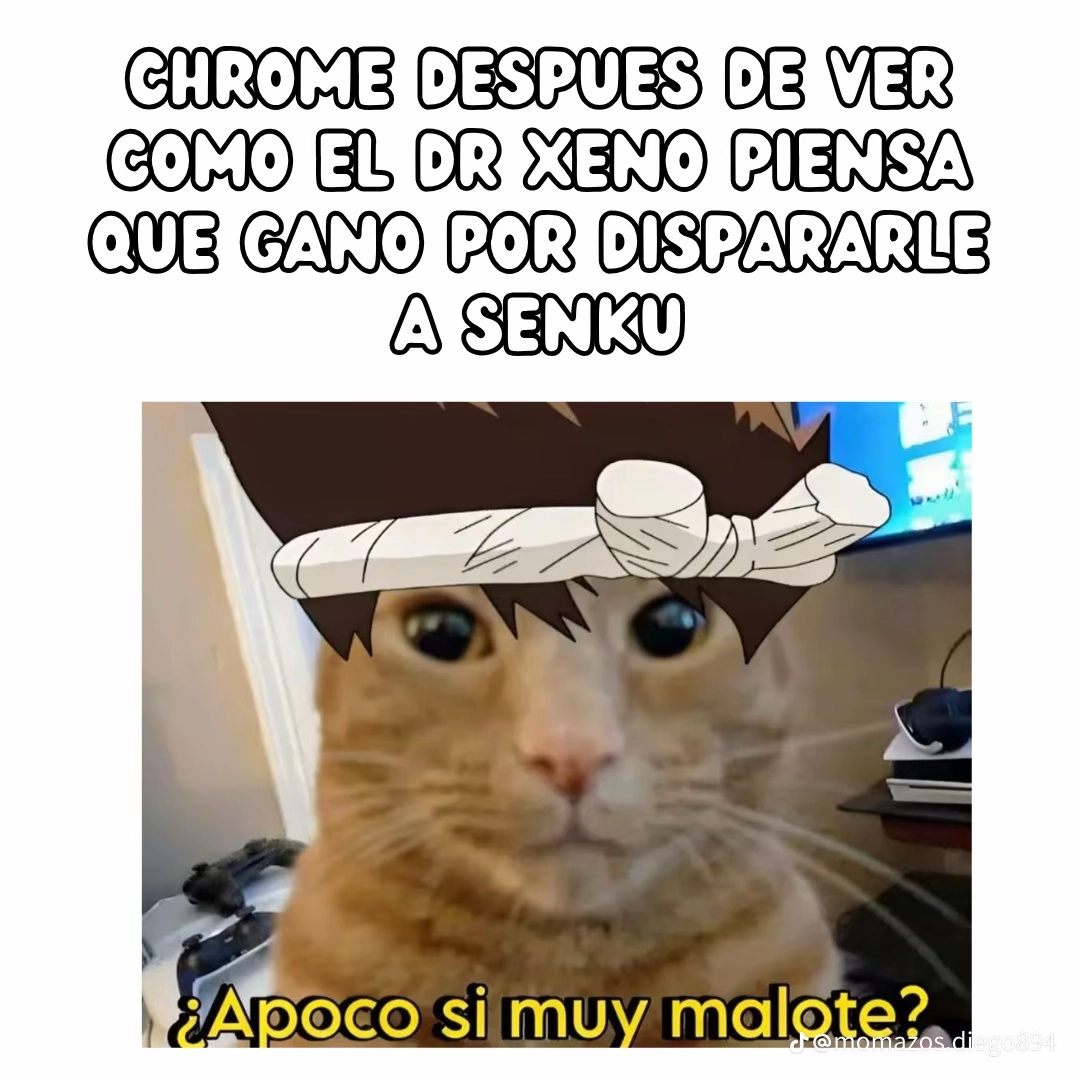 CHROME DESPUES DE VER
COMO EL DR XENO PIENSA
QUE GANO POR DISPARARLE
A SENKU
¿Apoco si muy malote?
@momazos.diego894